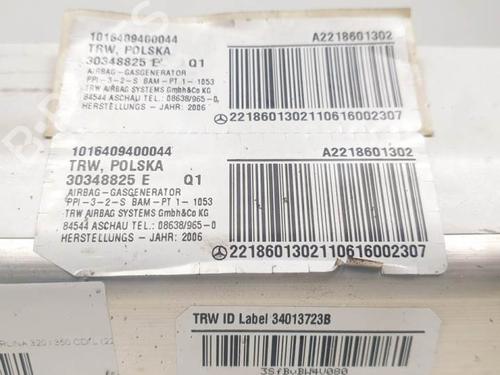 1016409400044 A2218601302
TRW, POLSKA
30348825 E Q1
AIRBAG-GASGENERATOR
PPI-3-2-S BAM-PT 1-1053
TRW AIRBAG SYSTEMS Gmbh&Co KG
84544 ASCHAU TEL.: 08638/965-0
HERSTELLUNGS - JAHR: 2006
2218601302110616002307
1016409400044 A2218601302
TRW, POLSKA
30348825 E Q1
AIRBAG-GASGENERATOR
PPI-3-2-S BAM-PT 1-1053
TRW AIRBAG SYSTEMS Gmbh&Co KG
84544 ASCHAU TEL.: 08638/965-0
HERSTELLUNGS - JAHR: 2006
2218601302110616002307
TRW ID Label 34013723B
320 350 CDI